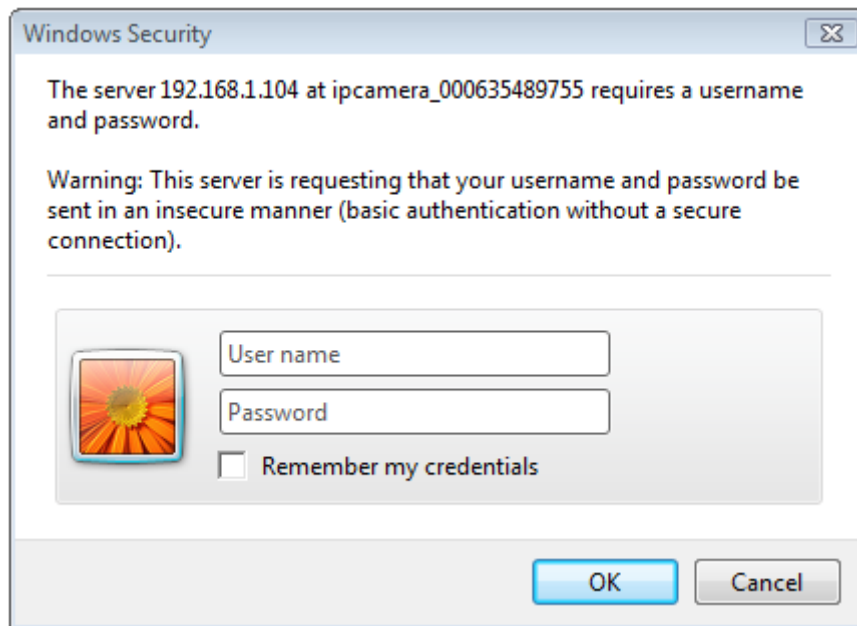 Windows Security
The server 192.168.1.104 at ipcamera_000635489755 requires a username
and password.
Warning: This server is requesting that your username and password be
sent in an insecure manner (basic authentication without a secure
connection).
User name
Password
Remember my credentials
OK Cancel